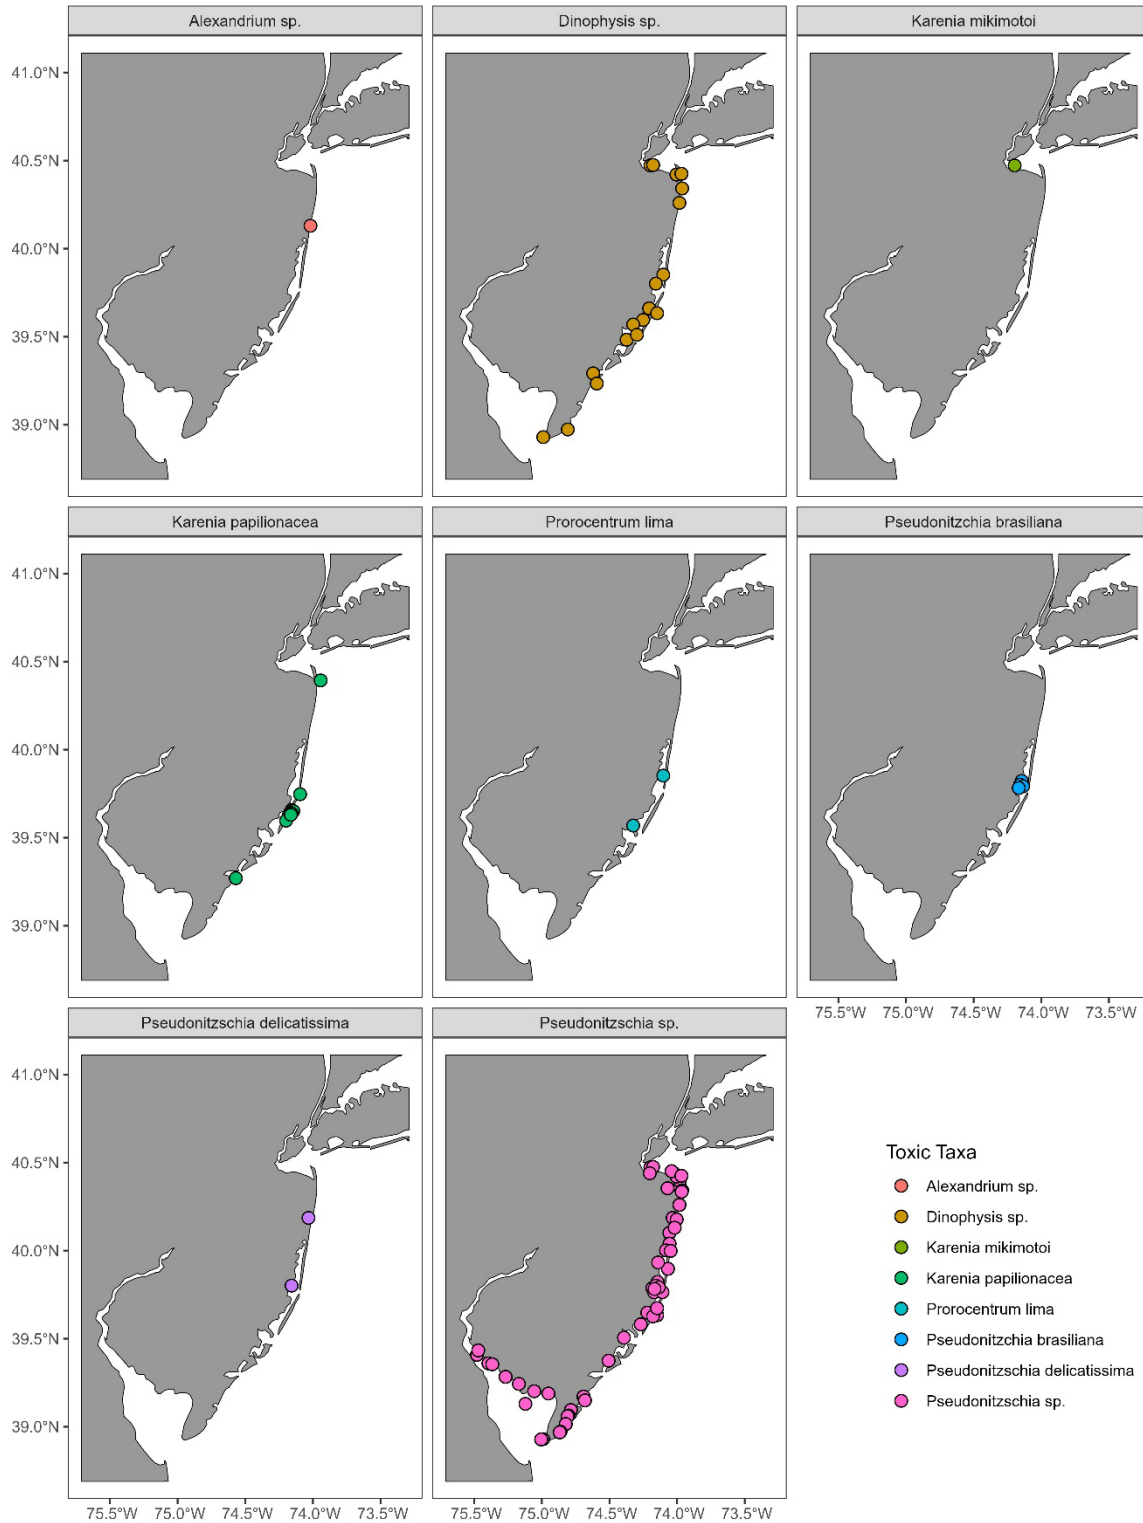 Alexandrium sp.
Dinophysis sp.
Karenia mikimotoi
41.0°N
40.5°N
40.0°N
39.5°N
39.0°N
Karenia papilionacea
Prorocentrum lima
Pseudonitzchia brasiliana
41.0°N
40.5°N
40.0°N
39.5°N
39.0°N
75.5°W 75.0°W 74.5°W 74.0°W 73.5°W
Pseudonitzschia delicatissima
Pseudonitzschia sp.
41.0°N
40.5°N
40.0°N
39.5°N
39.0°N
75.5°W 75.0°W 74.5°W 74.0°W 73.5°W
75.5°W 75.0°W 74.5°W 74.0°W 73.5°W
Toxic Taxa
Alexandrium sp.
Dinophysis sp.
Karenia mikimotoi
Karenia papilionacea
Prorocentrum lima
Pseudonitzchia brasiliana
Pseudonitzschia delicatissima
Pseudonitzschia sp.